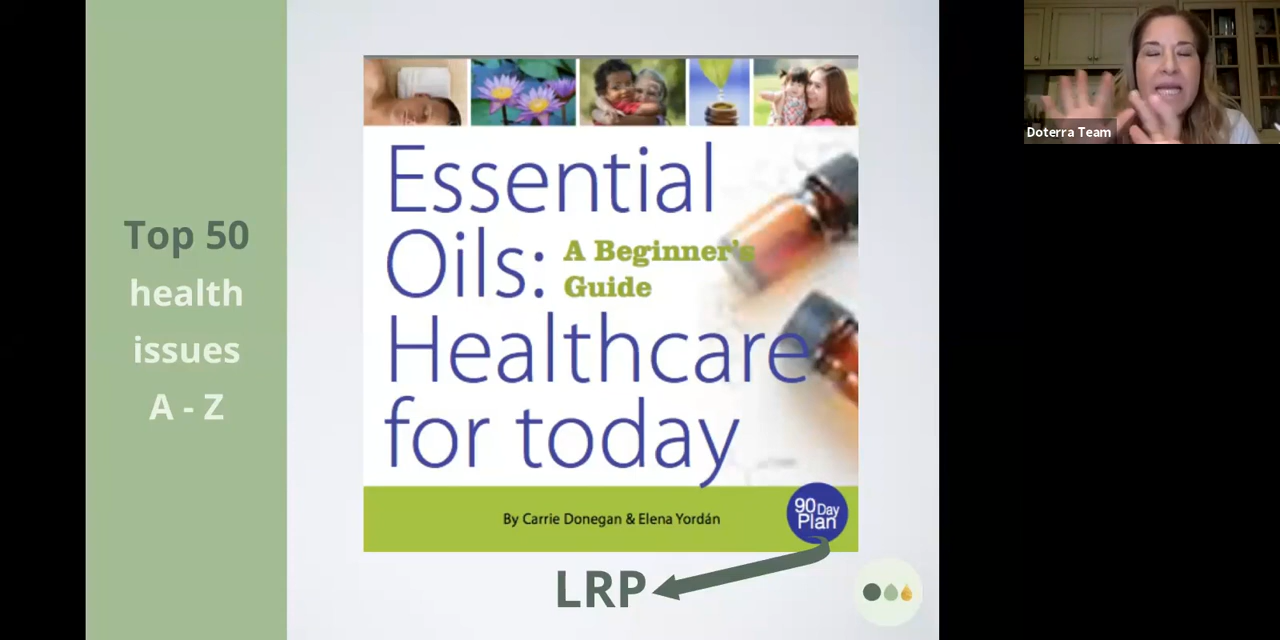 Top 50
health
issues
A - Z
Essential
Oils: A Beginner's
Guide
Healthcare
for today
By Carrie Donegan & Elena Yordán
90 Day
Plan
LRP
Doterra Team